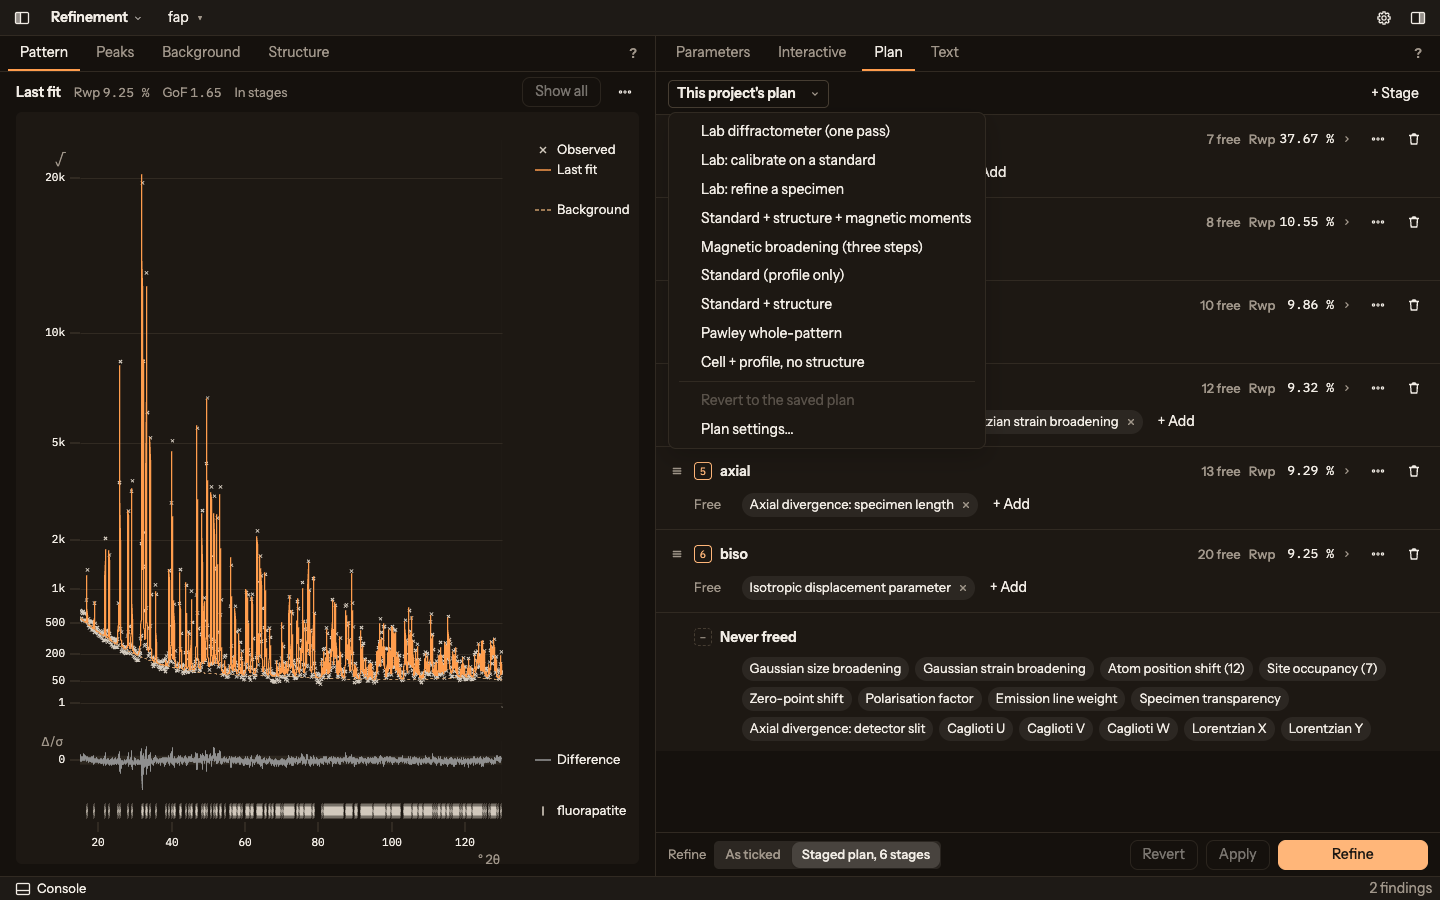 Refinement fap
Pattern Peaks Background Structure ?
Parameters Interactive Plan Text ?
Last fit Rwp 9.25 % GoF 1.65 In stages Show all
This project's plan + Stage
√
20k
10k
5k
2k
1k
500
200
50
1
Δ/σ
0
20 40 60 80 100 120
°2θ
× Observed
Last fit
Background
Difference
fluorapatite
Lab diffractometer (one pass)
Lab: calibrate on a standard
Lab: refine a specimen
Standard + structure + magnetic moments
Magnetic broadening (three steps)
Standard (profile only)
Standard + structure
Pawley whole-pattern
Cell + profile, no structure
Revert to the saved plan
Plan settings...
7 free Rwp 37.67 %
Add
8 free Rwp 10.55 %
10 free Rwp 9.86 %
12 free Rwp 9.32 %
zian strain broadening × + Add
5 axial 13 free Rwp 9.29 %
Free Axial divergence: specimen length × + Add
6 biso 20 free Rwp 9.25 %
Free Isotropic displacement parameter × + Add
– Never freed
Gaussian size broadening Gaussian strain broadening Atom position shift (12) Site occupancy (7)
Zero-point shift Polarisation factor Emission line weight Specimen transparency
Axial divergence: detector slit Caglioti U Caglioti V Caglioti W Lorentzian X Lorentzian Y
Refine As ticked Staged plan, 6 stages Revert Apply Refine
Console 2 findings